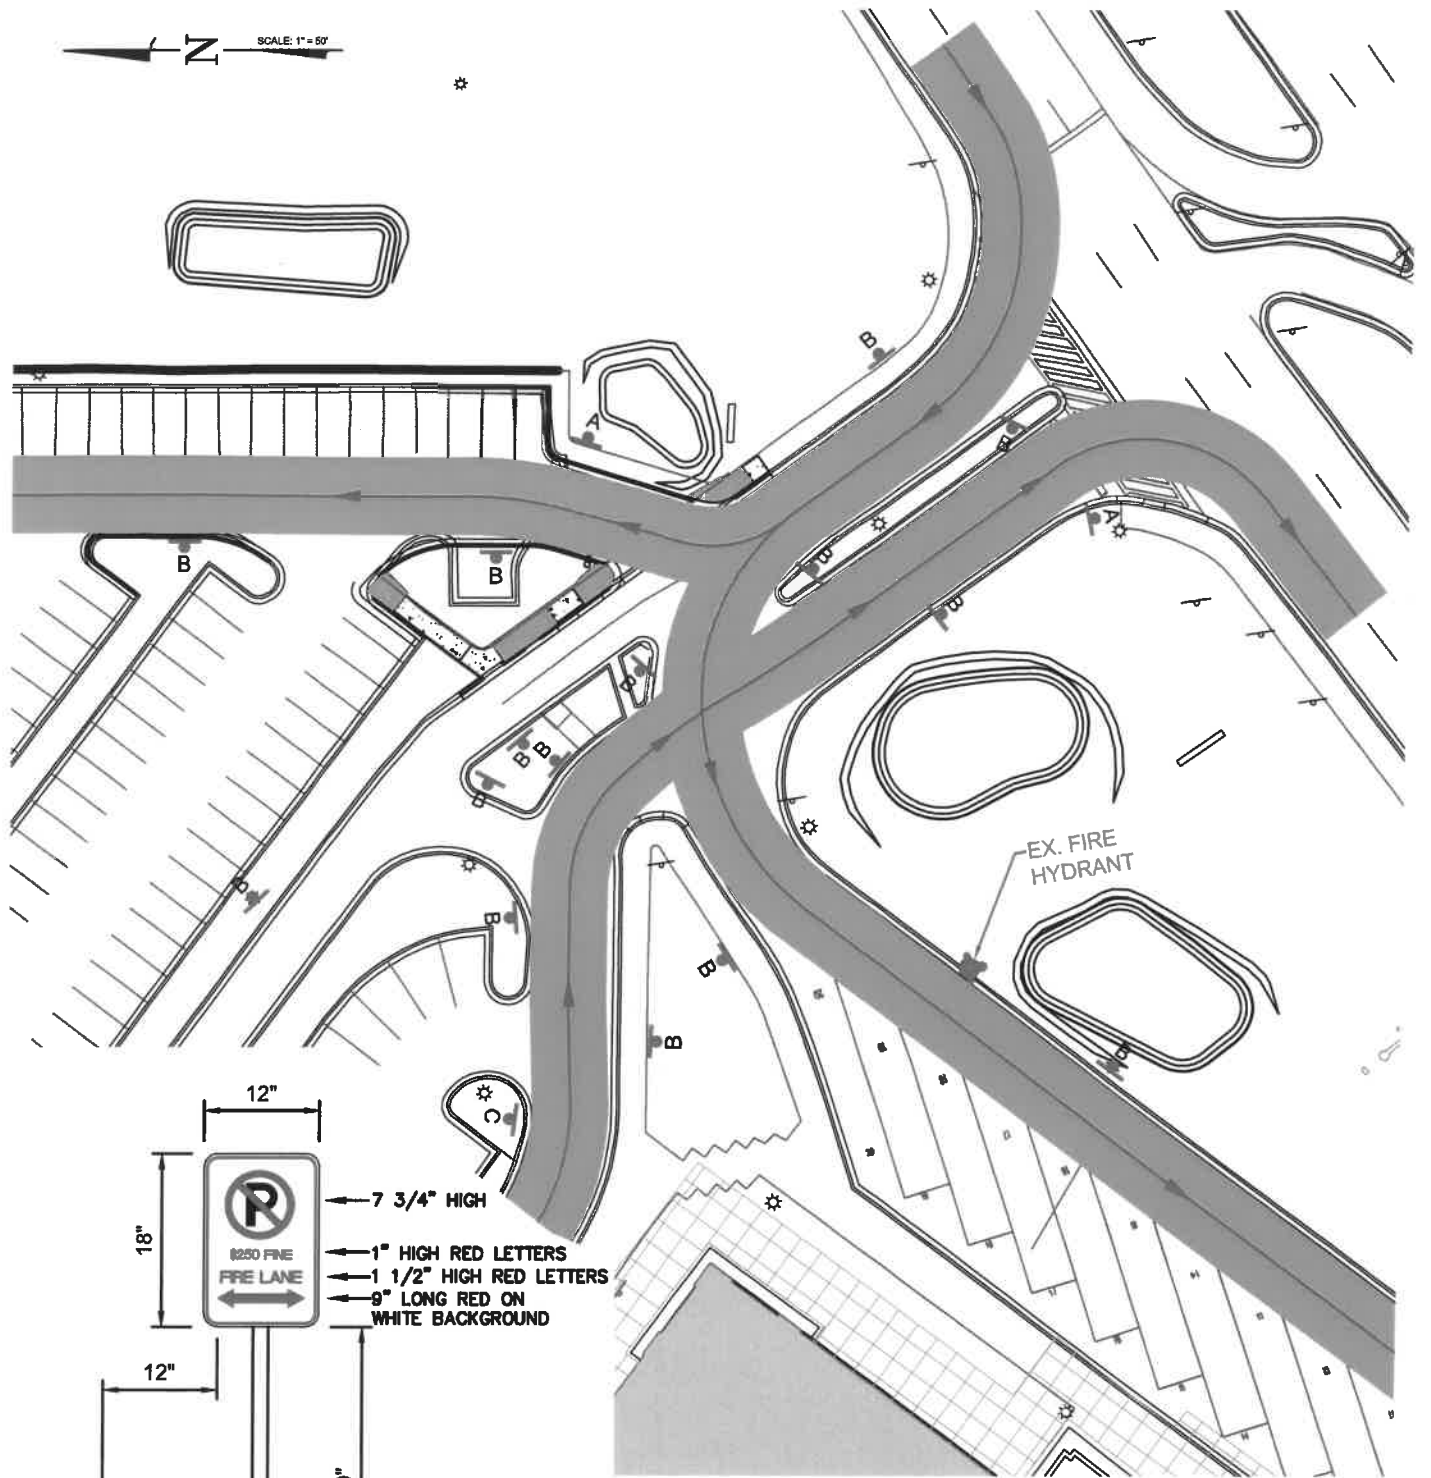 N
SCALE: 1" = 50'
B
A
B
B
B
B
A
B
B
B
B
B
B
B
EX. FIRE
HYDRANT
B
B
B
B
C
12"
18"
P
$250 FINE
FIRE LANE
7 3/4" HIGH
1" HIGH RED LETTERS
1 1/2" HIGH RED LETTERS
9" LONG RED ON
WHITE BACKGROUND
12"